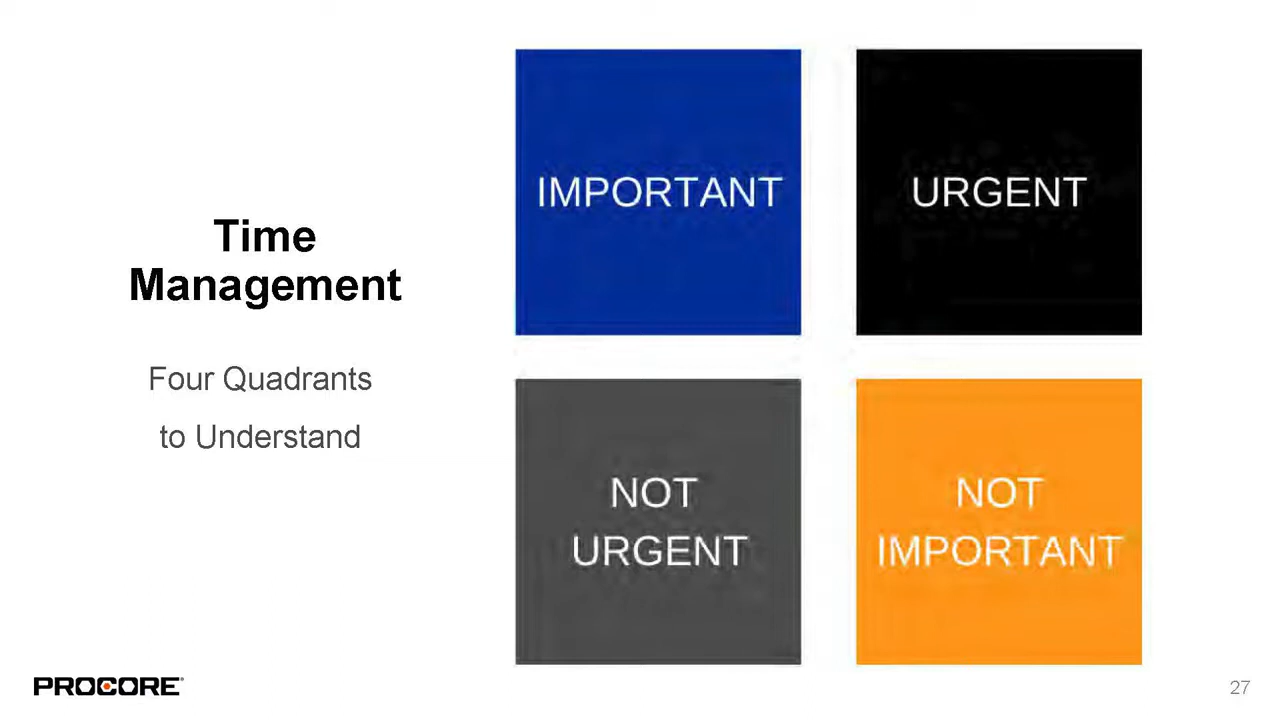 Time
Management
Four Quadrants
to Understand
IMPORTANT
URGENT
NOT
URGENT
NOT
IMPORTANT
PROCORE
27